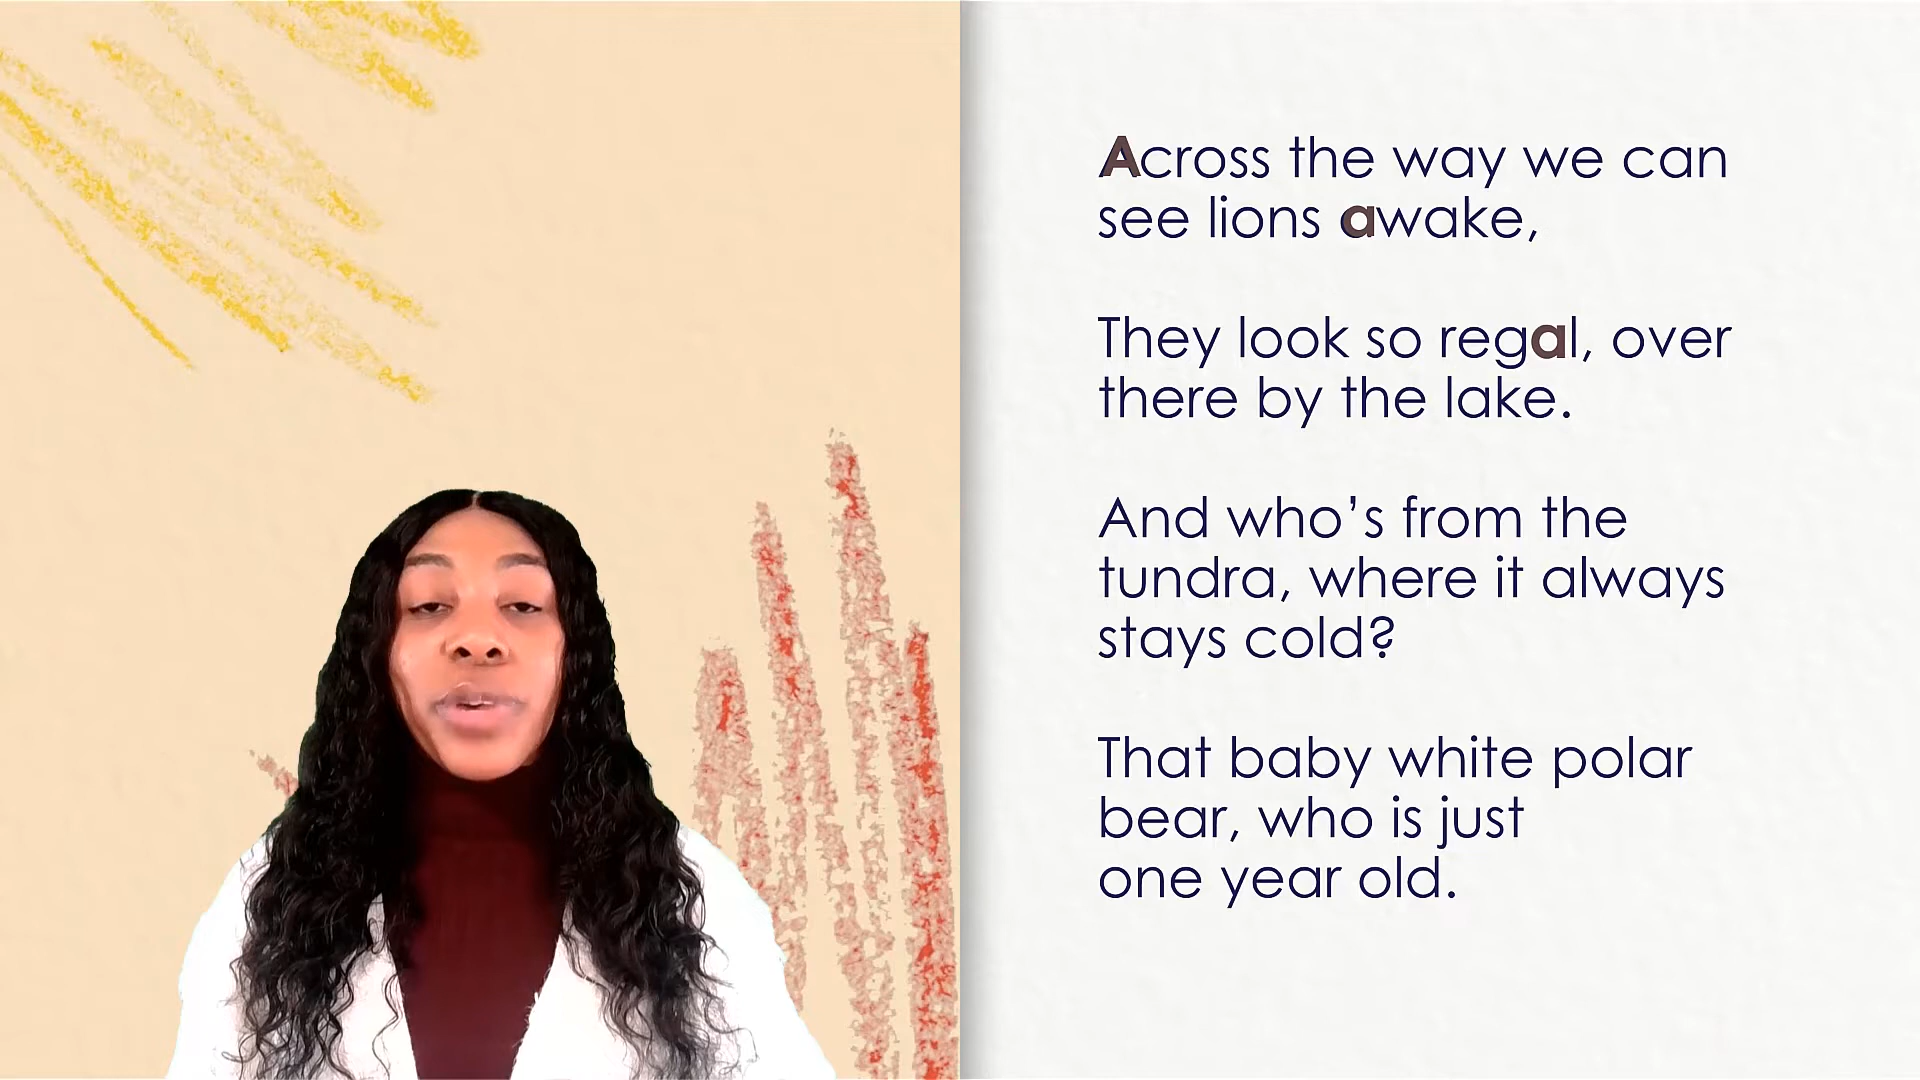 Across the way we can
see lions awake,
They look so regal, over
there by the lake.
And who’s from the
tundra, where it always
stays cold?
That baby white polar
bear, who is just
one year old.